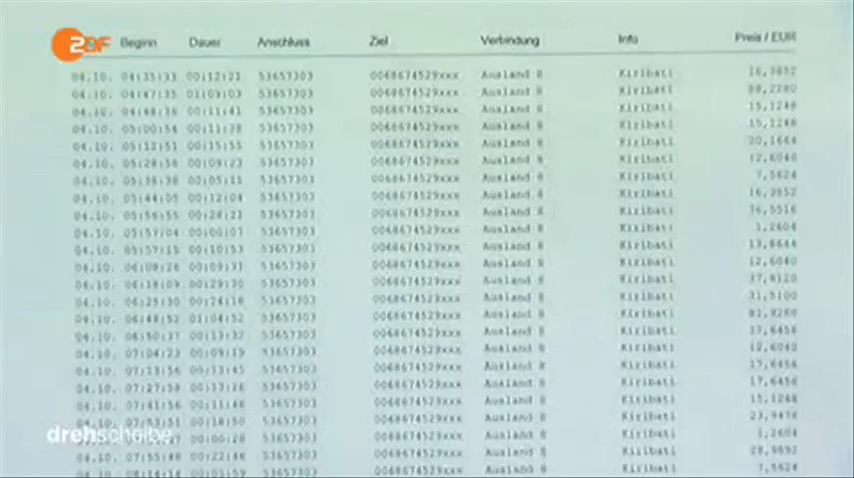 ZDF Beginn Dauer Anschluss Ziel Verbindung Info Preis / EUR
04.10. 04:35:33 00:12:21 53657303 0068674529xxx Ausland 8 Kiribati 16,3852
04.10. 04:47:35 01:09:03 53657303 0068674529xxx Ausland 8 Kiribati 88,2280
04.10. 04:48:36 00:11:41 53657303 0068674529xxx Ausland 8 Kiribati 15,1248
04.10. 05:00:54 00:11:38 53657303 0068674529xxx Ausland 8 Kiribati 15,1248
04.10. 05:12:51 00:15:55 53657303 0068674529xxx Ausland 8 Kiribati 20,1664
04.10. 05:28:58 00:09:23 53657303 0068674529xxx Ausland 8 Kiribati 12,6040
04.10. 05:38:38 00:05:11 53657303 0068674529xxx Ausland 8 Kiribati 7,5624
04.10. 05:44:05 00:12:04 53657303 0068674529xxx Ausland 8 Kiribati 16,3852
04.10. 05:56:55 00:28:21 53657303 0068674529xxx Ausland 8 Kiribati 36,5516
04.10. 05:57:04 00:00:07 53657303 0068674529xxx Ausland 8 Kiribati 1,2604
04.10. 05:57:15 00:10:53 53657303 0068674529xxx Ausland 8 Kiribati 13,8644
04.10. 06:08:26 00:09:31 53657303 0068674529xxx Ausland 8 Kiribati 12,6040
04.10. 06:18:09 00:29:30 53657303 0068674529xxx Ausland 8 Kiribati 37,8120
04.10. 06:25:30 00:24:18 53657303 0068674529xxx Ausland 8 Kiribati 31,5100
04.10. 06:48:52 01:04:52 53657303 0068674529xxx Ausland 8 Kiribati 81,9260
04.10. 06:50:37 00:13:32 53657303 0068674529xxx Ausland 8 Kiribati 17,6456
04.10. 07:04:23 00:09:19 53657303 0068674529xxx Ausland 8 Kiribati 12,6040
04.10. 07:13:56 00:13:45 53657303 0068674529xxx Ausland 8 Kiribati 17,6456
04.10. 07:27:58 00:13:26 53657303 0068674529xxx Ausland 8 Kiribati 17,6456
04.10. 07:41:56 00:11:48 53657303 0068674529xxx Ausland 8 Kiribati 15,1248
00:18:50 53657303 0068674529xxx Ausland 8 Kiribati 23,9476
drehscheibe 00:00:28 53657303 0068674529xxx Ausland 8 Kiribati 1,2604
04.10. 07:55:48 00:22:48 53657303 0068674529xxx Ausland 8 Kiribati 28,9892
04.10. 08:14:14 00:05:59 53657303 0068674529xxx Ausland 8 Kiribati 7,5624